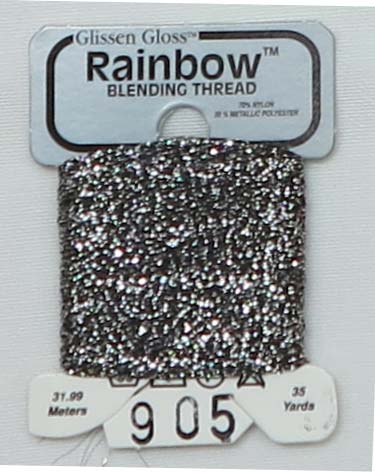 Glissen Gloss™
Rainbow™
BLENDING THREAD
70% NYLON
30 % METALLIC POLYESTER
31.99
Meters
905
35
Yards